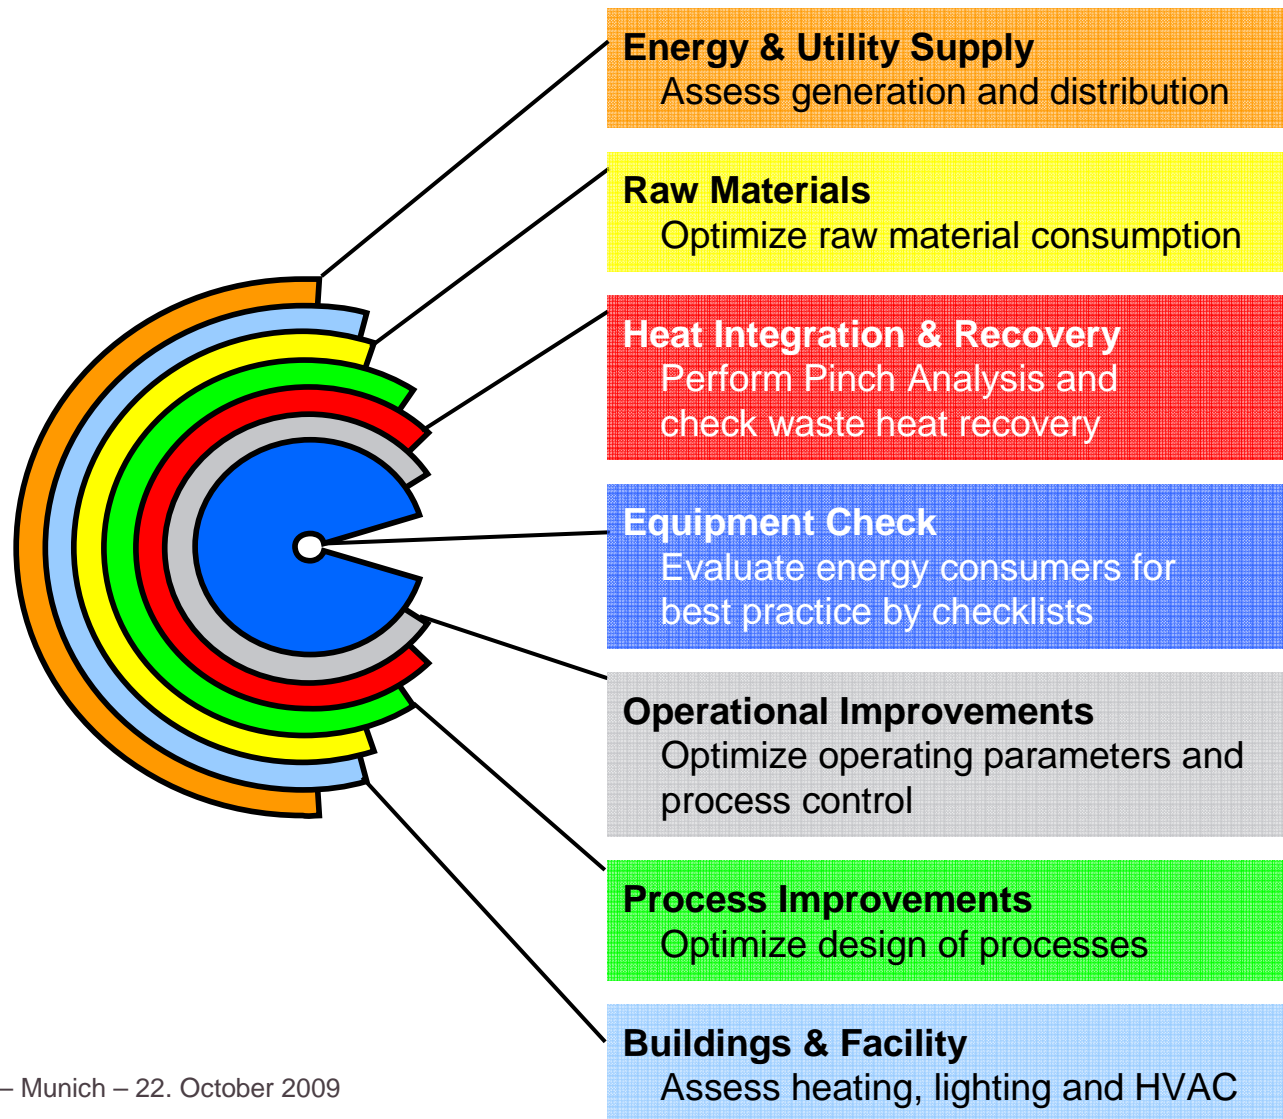 Energy & Utility Supply
Assess generation and distribution
Raw Materials
Optimize raw material consumption
Heat Integration & Recovery
Perform Pinch Analysis and
check waste heat recovery
Equipment Check
Evaluate energy consumers for
best practice by checklists
Operational Improvements
Optimize operating parameters and
process control
Process Improvements
Optimize design of processes
Buildings & Facility
Assess heating, lighting and HVAC
– Munich – 22. October 2009